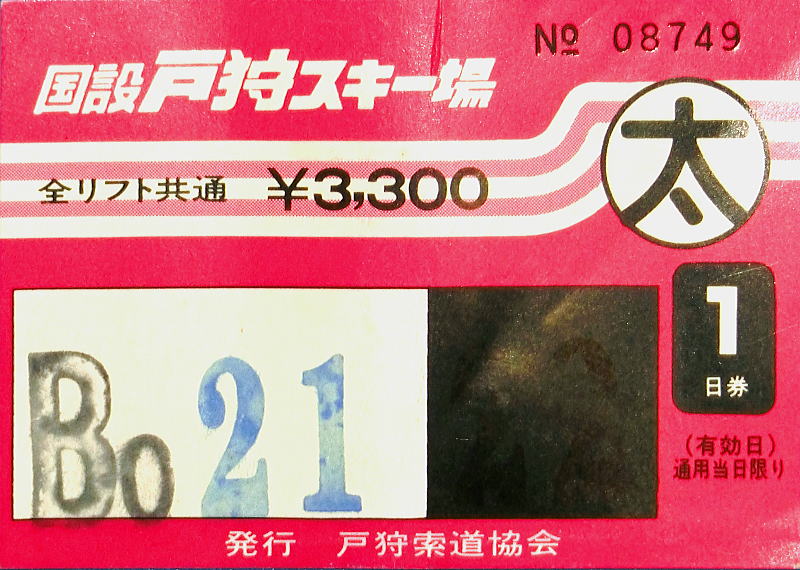 № 08749
国設戸狩スキー場
太
全リフト共通 ¥3,300
1
日券
Bo 21
(有効日)
通用当日限り
発行 戸狩索道協会